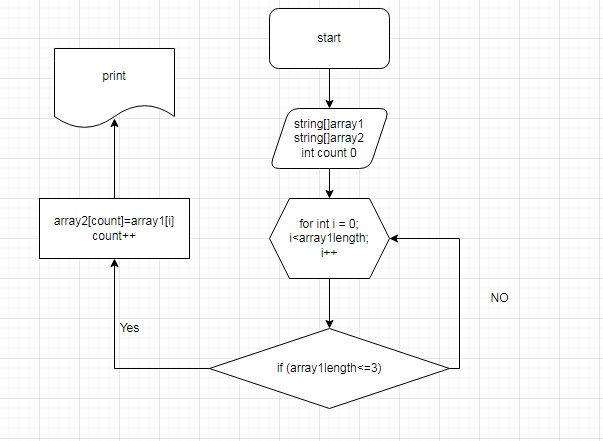 start
print
string[]array1
string[]array2
int count 0
array2[count]=array1[i]
count++
for int i = 0;
i<array1length;
i++
NO
Yes
if (array1length<=3)